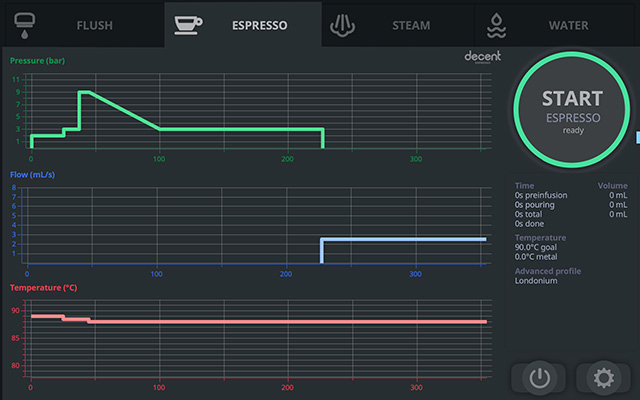 FLUSH
ESPRESSO
STEAM
WATER
Pressure (bar)
decent
11
9
7
5
3
1
0
100
200
300
START
ESPRESSO
ready
Flow (mL/s)
8
7
6
5
4
3
2
1
0
100
200
300
Time Volume
0s preinfusion 0 mL
0s pouring 0 mL
0s total 0 mL
0s done
Temperature
90.0°C goal
0.0°C metal
Advanced profile
Londonium
Temperature (°C)
90
85
80
0
100
200
300